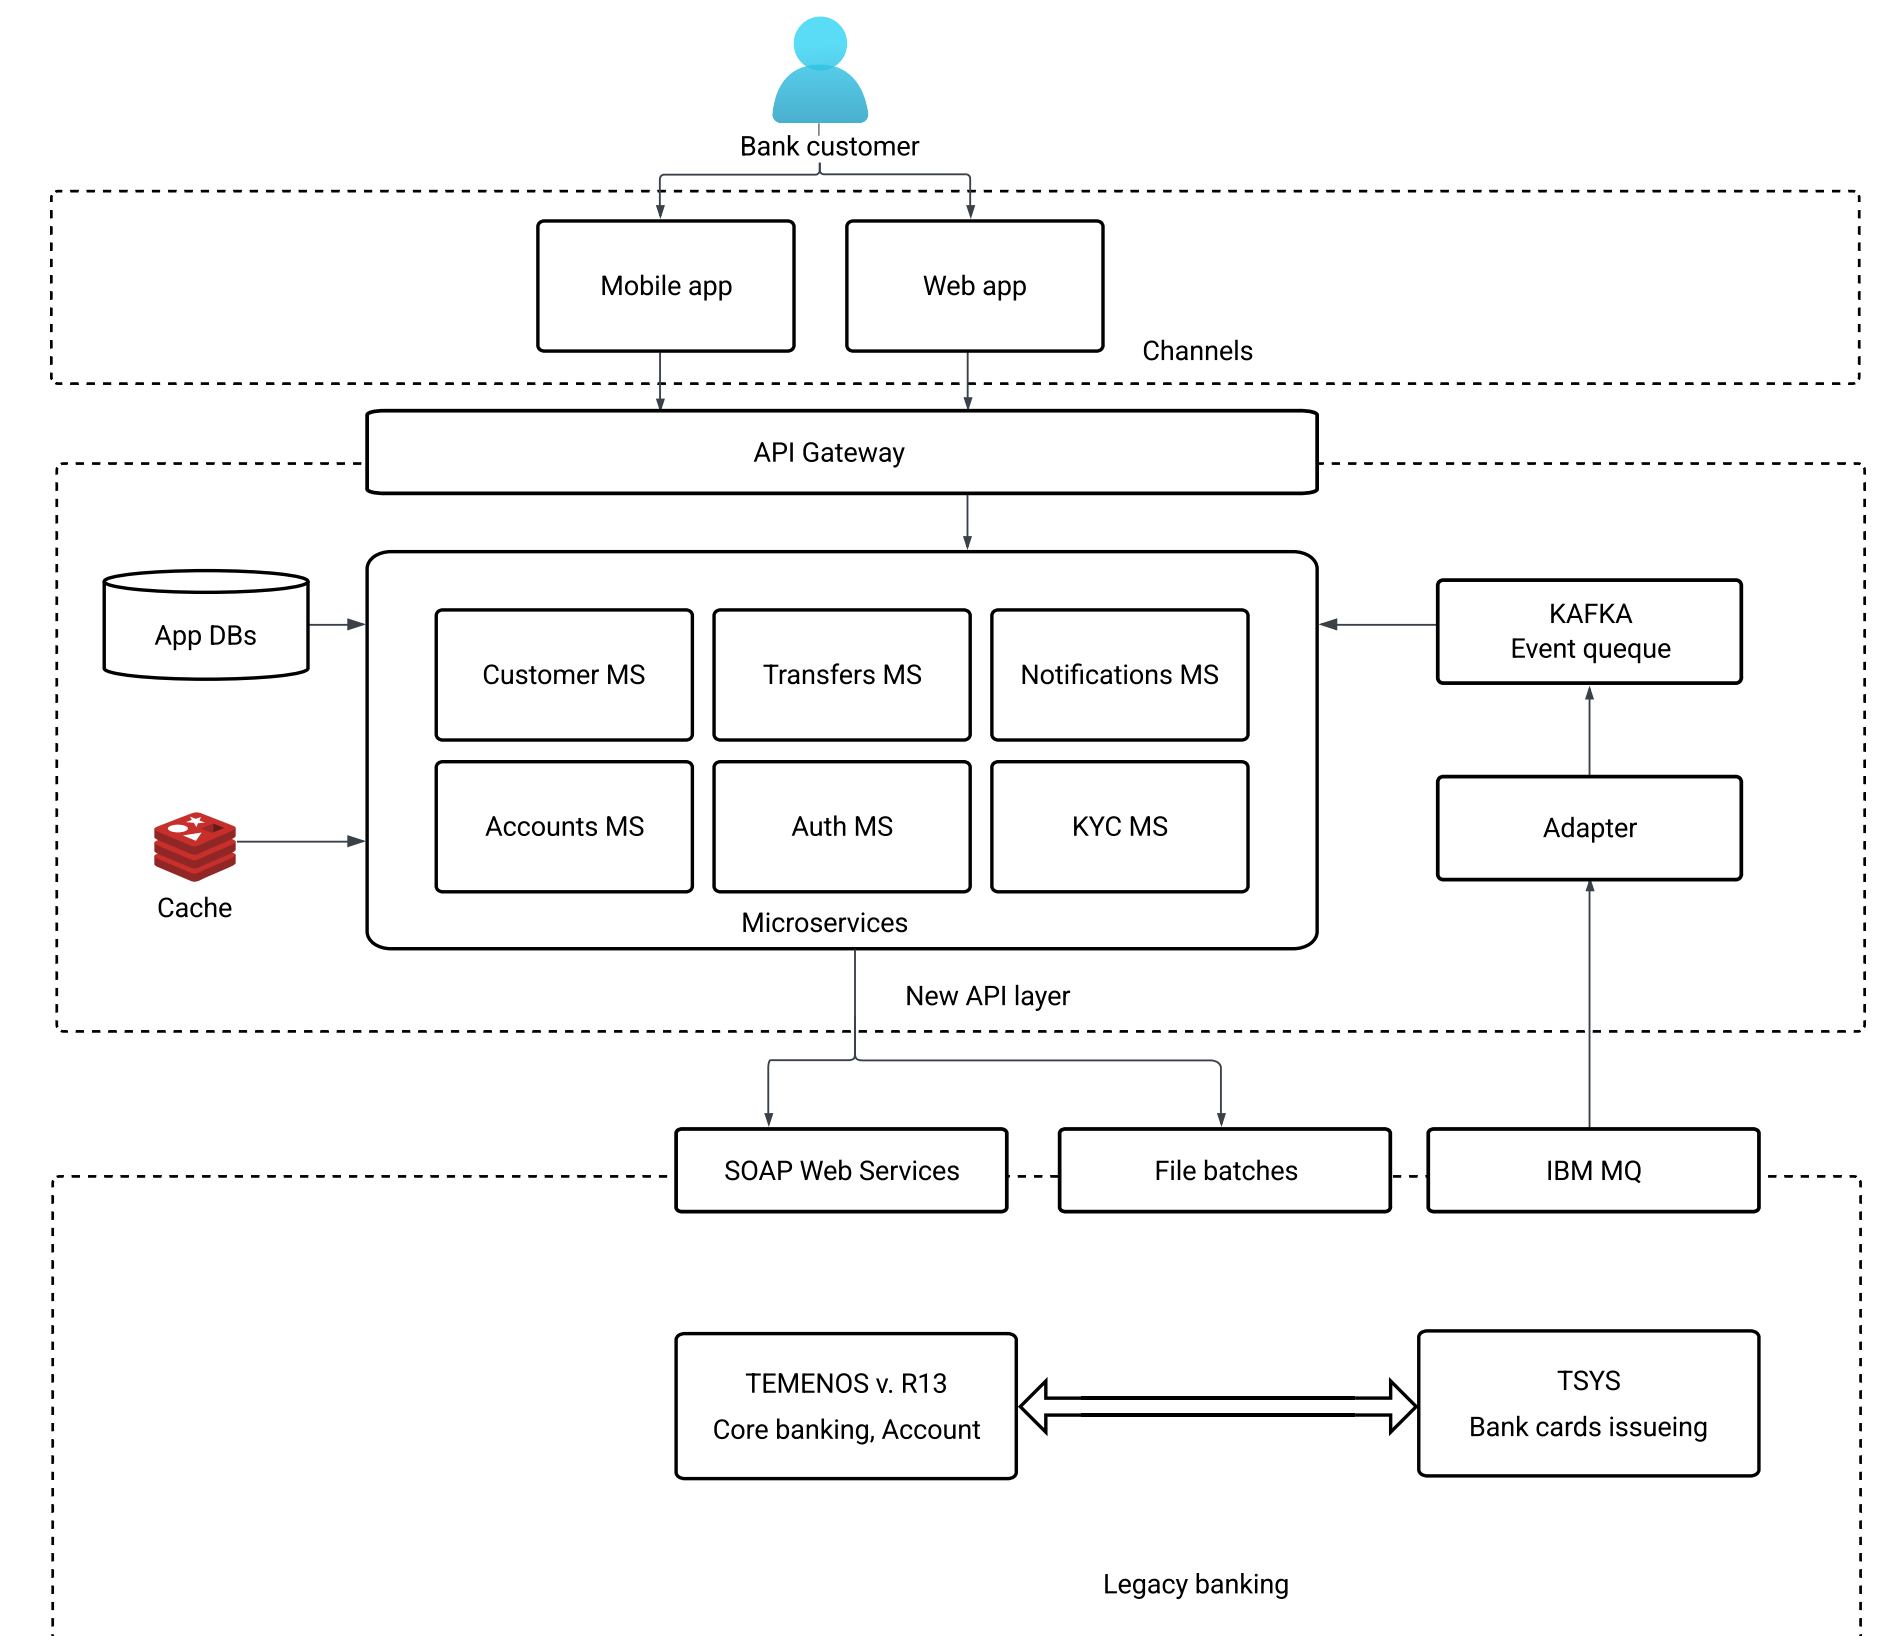 Bank customer
Mobile app
Web app
Channels
API Gateway
App DBs
Customer MS
Transfers MS
Notifications MS
KAFKA
Event queque
Accounts MS
Auth MS
KYC MS
Adapter
Cache
Microservices
New API layer
SOAP Web Services
File batches
IBM MQ
TEMENOS v. R13
Core banking, Account
TSYS
Bank cards issueing
Legacy banking